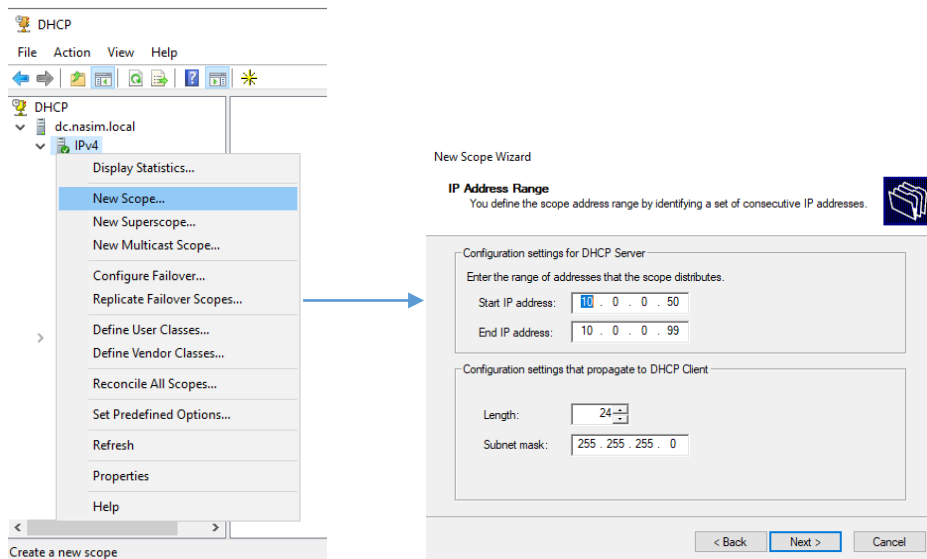 DHCP
File Action View Help
DHCP
dc.nasim.local
IPv4
Display Statistics...
New Scope...
New Superscope...
New Multicast Scope...
Configure Failover...
Replicate Failover Scopes...
Define User Classes...
Define Vendor Classes...
Reconcile All Scopes...
Set Predefined Options...
Refresh
Properties
Help
Create a new scope
New Scope Wizard
IP Address Range
You define the scope address range by identifying a set of consecutive IP addresses.
Configuration settings for DHCP Server
Enter the range of addresses that the scope distributes.
Start IP address: 10 . 0 . 0 . 50
End IP address: 10 . 0 . 0 . 99
Configuration settings that propagate to DHCP Client
Length: 24
Subnet mask: 255 . 255 . 255 . 0
< Back Next > Cancel